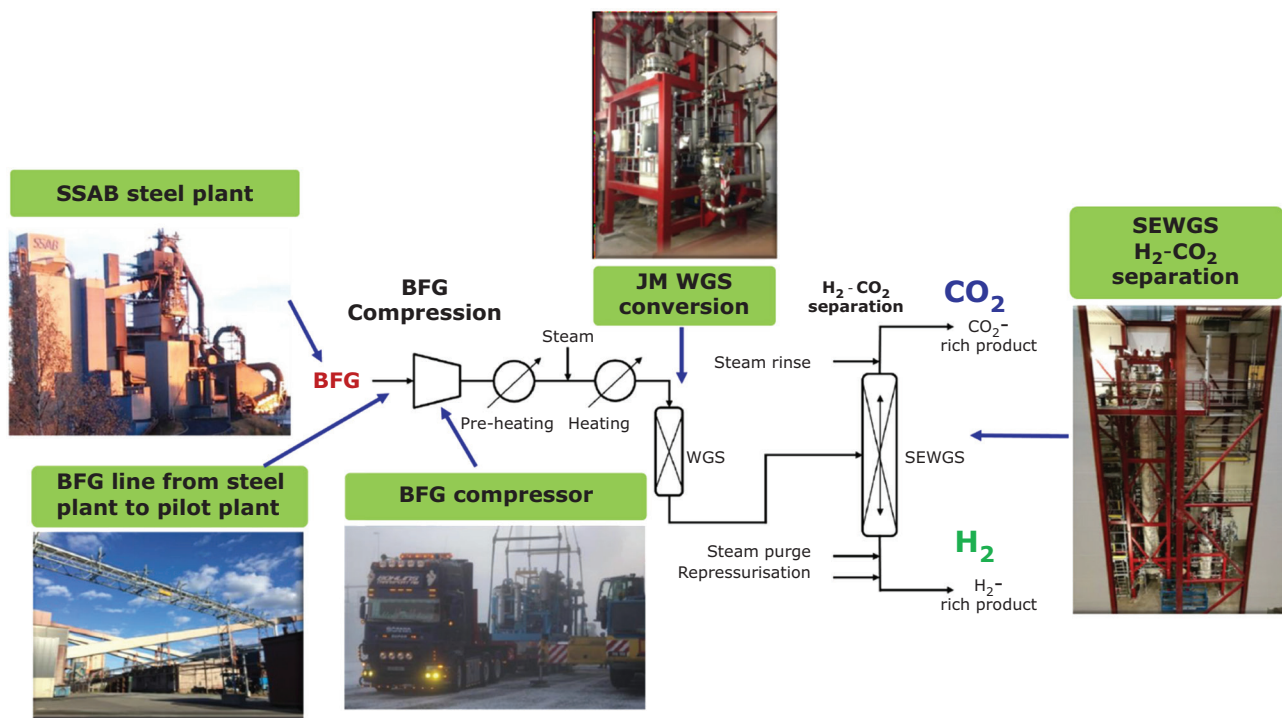 SSAB steel plant
SSAB
BFG line from steel
plant to pilot plant
BFG
BFG
Compression
BFG compressor
SCANIA
Steam
Pre-heating
Heating
JM WGS
conversion
WGS
H₂-CO₂
separation
Steam rinse
CO₂
CO₂-
rich product
SEWGS
Steam purge
Repressurisation
H₂
H₂-
rich product
SEWGS
H₂-CO₂
separation